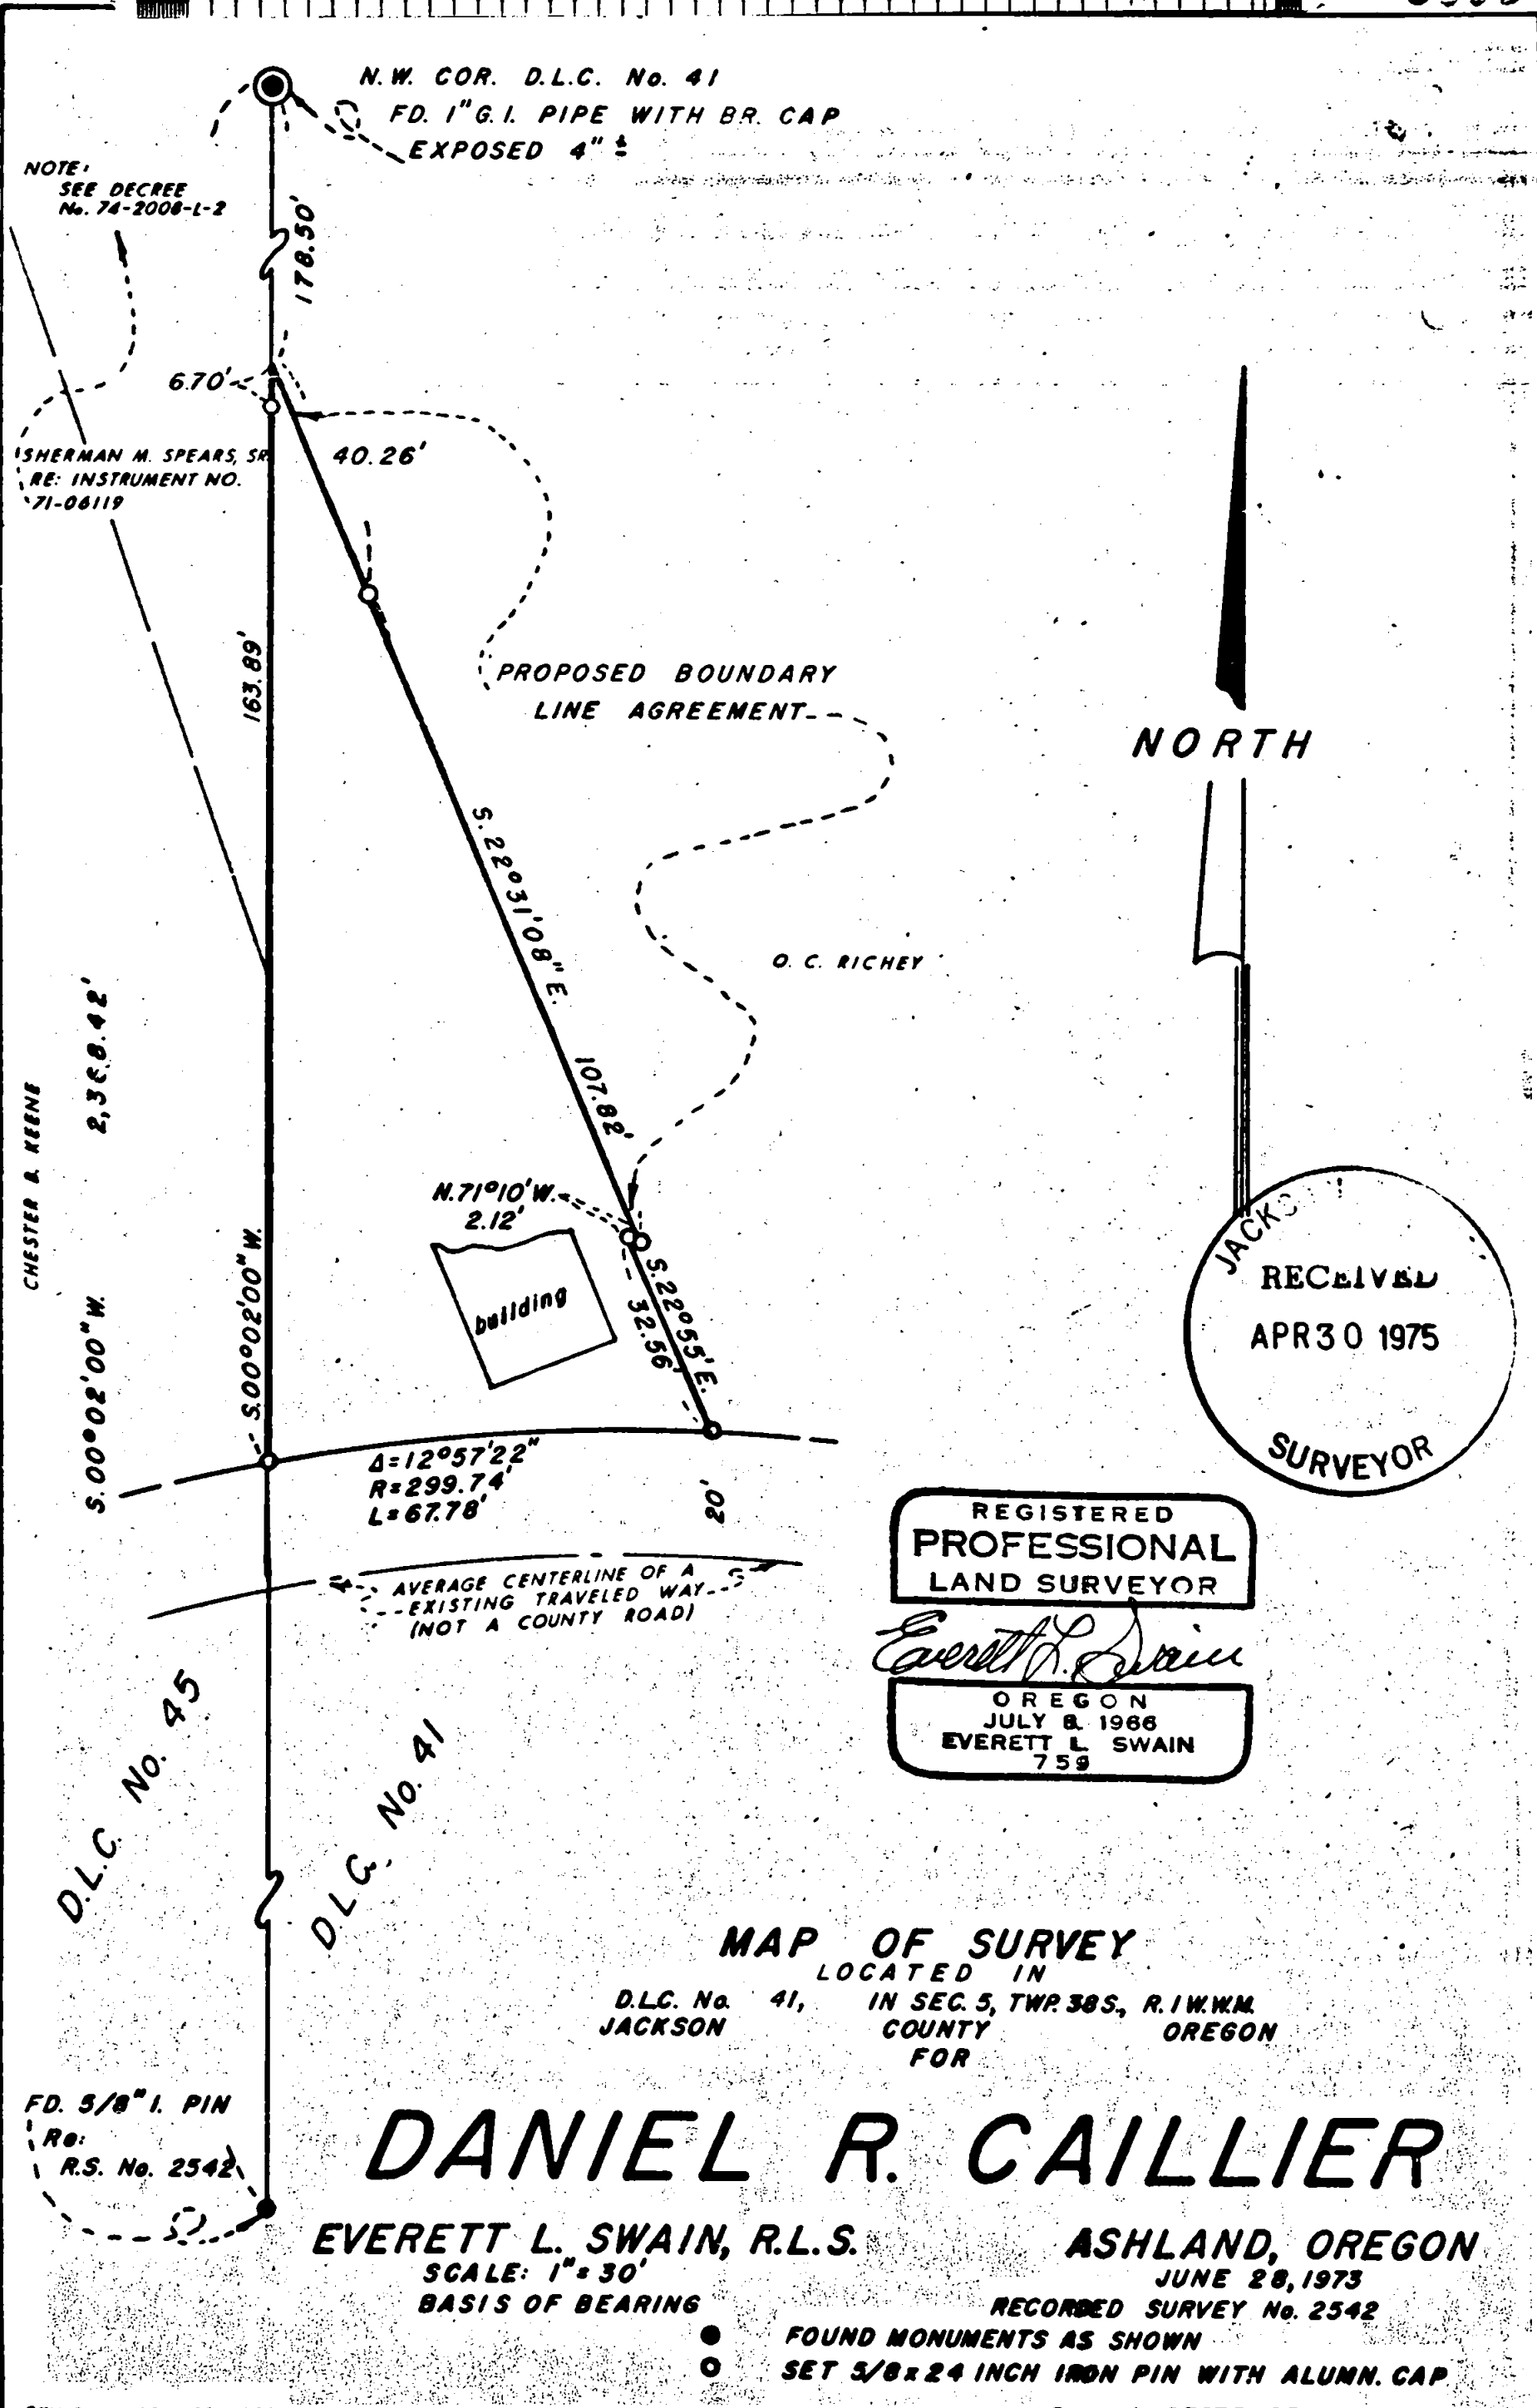 N.W. COR. D.L.C. No. 41
FD. 1" G.I. PIPE WITH BR. CAP
EXPOSED 4" ±
NOTE:
SEE DECREE
No. 74-2008-L-2
178.50'
6.70'
SHERMAN M. SPEARS, SR.
RE: INSTRUMENT NO.
71-06119
40.26'
163.89'
PROPOSED BOUNDARY
LINE AGREEMENT
NORTH
S. 22°31'08" E.
107.82'
O. C. RICHEY
CHESTER B. KEENE
S. 00°02'00" W.
S. 00°02'00" W.
N. 71°10' W.
2.12'
building
S. 22°55' E.
32.56'
JACKSON
RECEIVED
APR 30 1975
SURVEYOR
Δ=12°57'22"
R=299.74'
L=67.78'
20'
AVERAGE CENTERLINE OF A
EXISTING TRAVELED WAY
(NOT A COUNTY ROAD)
REGISTERED
PROFESSIONAL
LAND SURVEYOR
Everett L. Swain
OREGON
JULY 8, 1966
EVERETT L. SWAIN
759
D.L.C. No. 45
D.L.C. No. 41
MAP OF SURVEY
LOCATED IN
D.L.C. No. 41, IN SEC. 5, TWP. 38 S., R. 1 W. W.M.
JACKSON COUNTY OREGON
FOR
DANIEL R. CAILLIER
FD. 5/8" I. PIN
Re:
R.S. No. 2542
EVERETT L. SWAIN, R.L.S.
SCALE: 1" = 30'
BASIS OF BEARING
ASHLAND, OREGON
JUNE 28, 1973
RECORDED SURVEY No. 2542
FOUND MONUMENTS AS SHOWN
SET 5/8 x 24 INCH IRON PIN WITH ALUMN. CAP